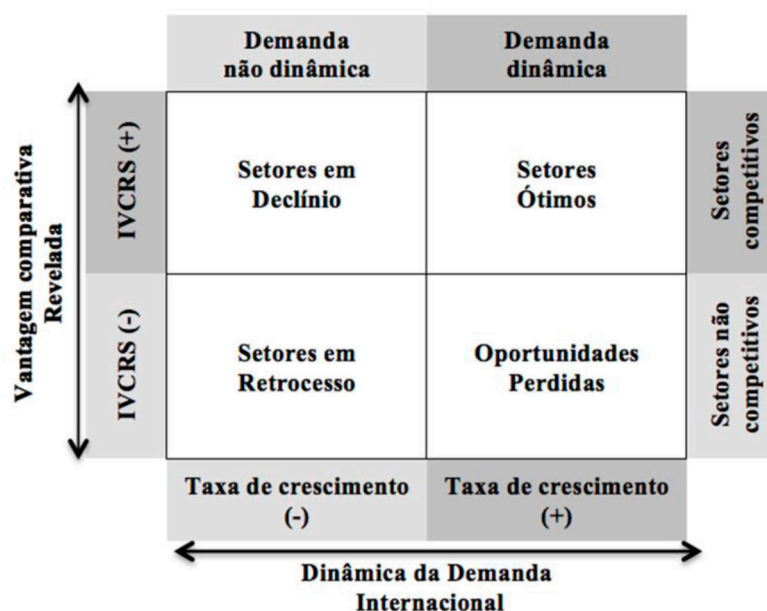 Demanda
não dinâmica
Demanda
dinâmica
Vantagem comparativa
Revelada
IVCRS (+)
Setores em
Declínio
Setores
Ótimos
Setores
competitivos
IVCRS (-)
Setores em
Retrocesso
Oportunidades
Perdidas
Setores não
competitivos
Taxa de crescimento
(-)
Taxa de crescimento
(+)
Dinâmica da Demanda
Internacional